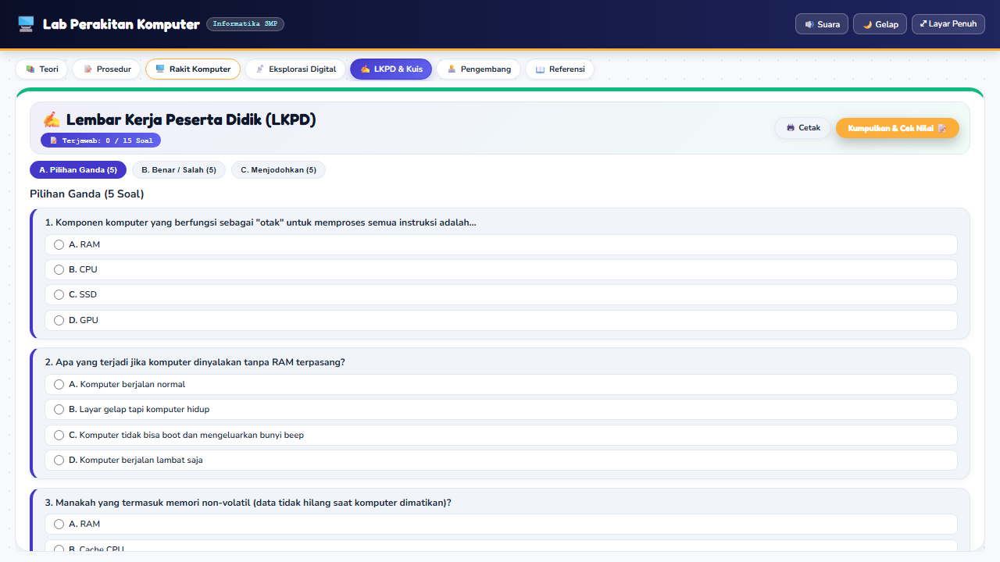 Lab Perakitan Komputer
Informatika SMP
Suara
Gelap
Layar Penuh
Teori
Prosedur
Rakit Komputer
Eksplorasi Digital
LKPD & Kuis
Pengembang
Referensi
Lembar Kerja Peserta Didik (LKPD)
Terjawab: 0 / 15 Soal
Cetak
Kumpulkan & Cek Nilai
A. Pilihan Ganda (5)
B. Benar / Salah (5)
C. Menjodohkan (5)
Pilihan Ganda (5 Soal)
1. Komponen komputer yang berfungsi sebagai "otak" untuk memproses semua instruksi adalah...
A. RAM
B. CPU
C. SSD
D. GPU
2. Apa yang terjadi jika komputer dinyalakan tanpa RAM terpasang?
A. Komputer berjalan normal
B. Layar gelap tapi komputer hidup
C. Komputer tidak bisa boot dan mengeluarkan bunyi beep
D. Komputer berjalan lambat saja
3. Manakah yang termasuk memori non-volatil (data tidak hilang saat komputer dimatikan)?
A. RAM
B. Cache CPU